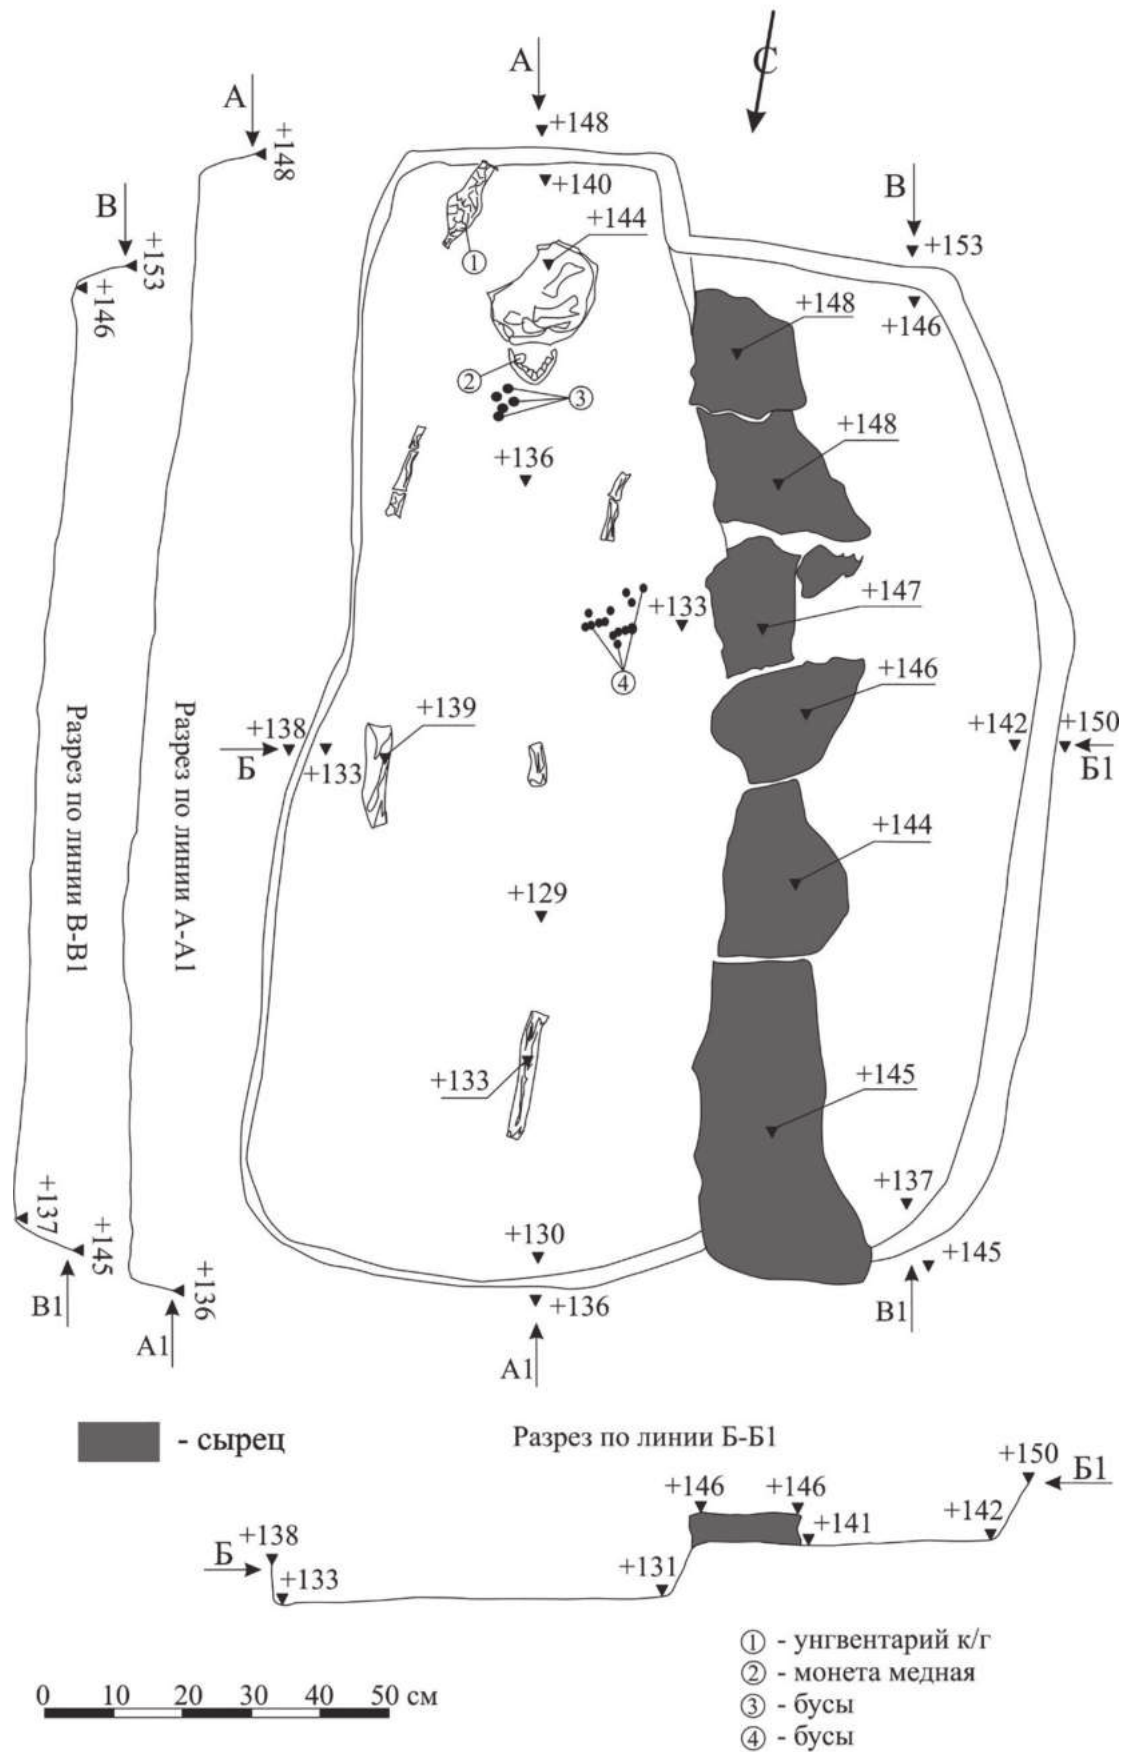 С
А
+148
А
+148
+140
+144
В
+153
+146
В
+153
+146
①
+148
②
③
+148
+136
+147
+133
④
+146
+139
+138
Б
+133
+142
+150
Б1
Разрез по линии В-В1
Разрез по линии А-А1
+144
+129
+133
+145
+137
+137
+145
В1
+136
А1
+130
+136
А1
+145
В1
- сырец
Разрез по линии Б-Б1
+150
Б1
+146
+146
+142
+141
+138
Б
+133
+131
0 10 20 30 40 50 см
① - унгвентарий к/г
② - монета медная
③ - бусы
④ - бусы